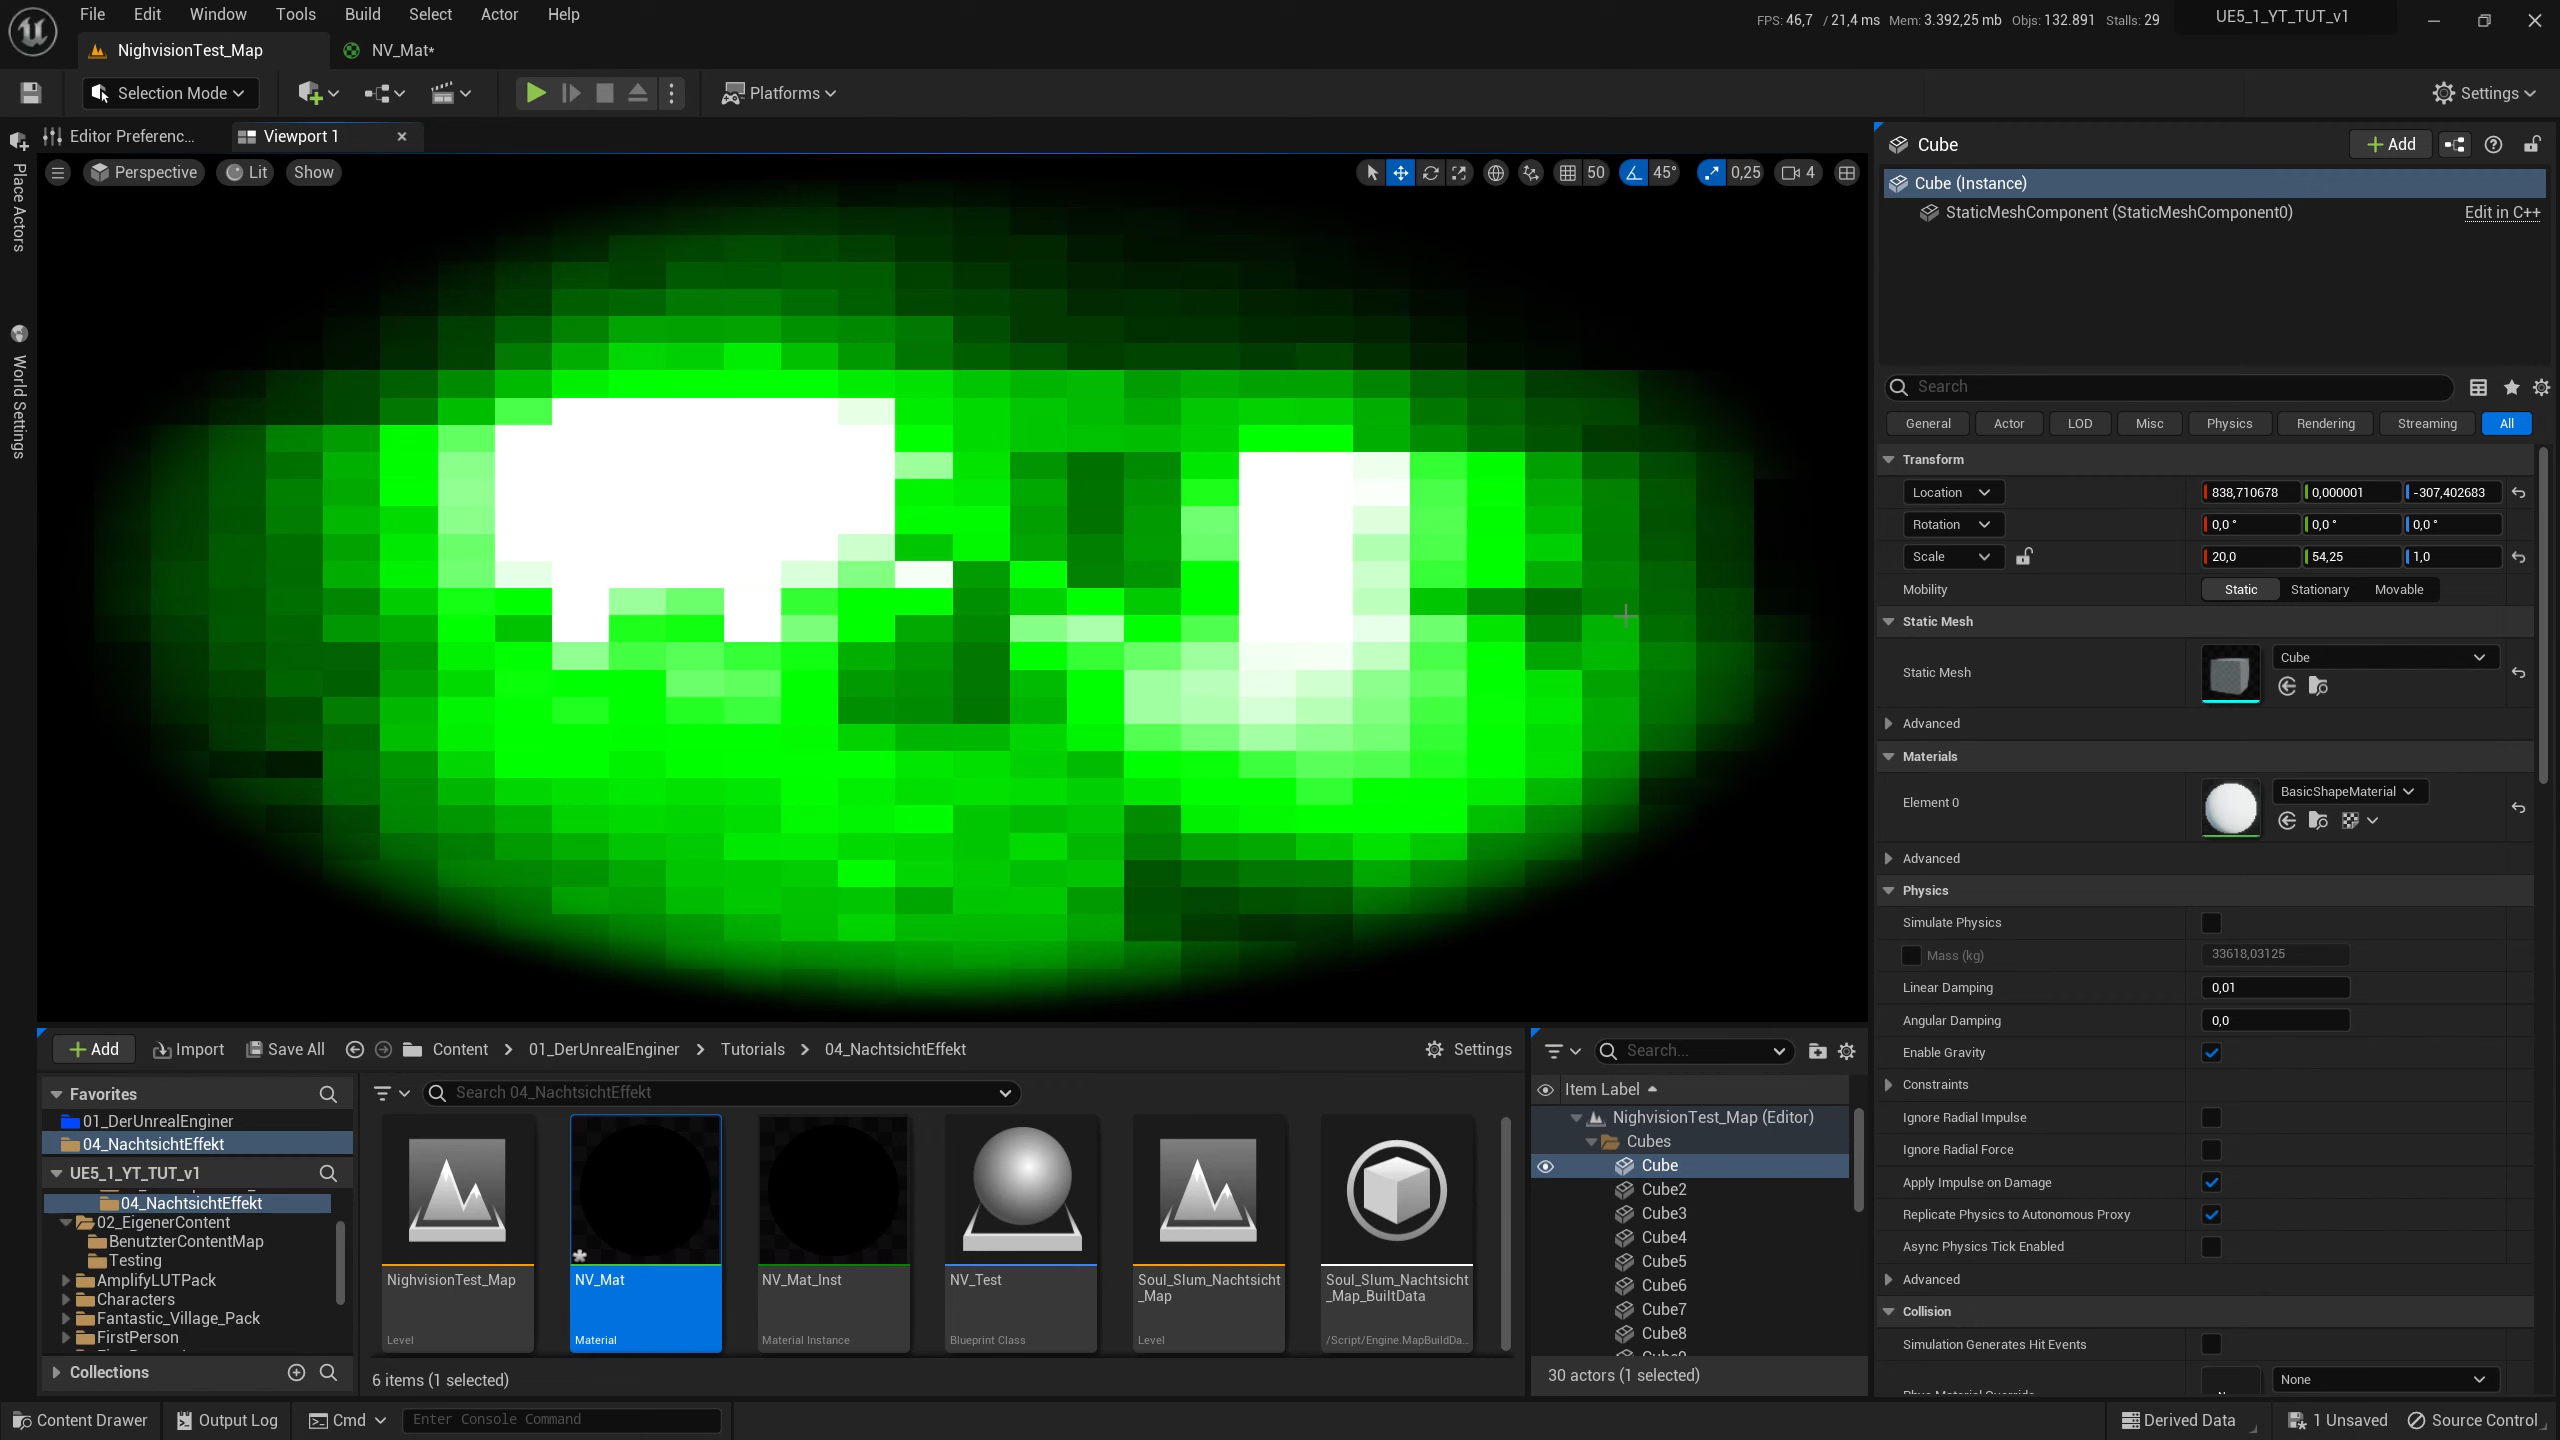 File Edit Window Tools Build Select Actor Help
FPS: 46,7 / 21,4 ms Mem: 3.392,25 mb Objs: 132.891 Stalls: 29
UE5_1_YT_TUT_v1
NighvisionTest_Map
NV_Mat*
Selection Mode
Platforms
Settings
Editor Preferenc...
Viewport 1
Place Actors
World Settings
Perspective
Lit
Show
50
45°
0,25
4
Cube
Add
Cube (Instance)
StaticMeshComponent (StaticMeshComponent0)
Edit in C++
Search
General Actor LOD Misc Physics Rendering Streaming All
Transform
Location 838,710678 0,000001 -307,402683
Rotation 0,0 ° 0,0 ° 0,0 °
Scale 20,0 54,25 1,0
Mobility Static Stationary Movable
Static Mesh
Static Mesh Cube
Advanced
Materials
Element 0 BasicShapeMaterial
Advanced
Physics
Simulate Physics
Mass (kg) 33618,03125
Linear Damping 0,01
Angular Damping 0,0
Enable Gravity
Constraints
Ignore Radial Impulse
Ignore Radial Force
Apply Impulse on Damage
Replicate Physics to Autonomous Proxy
Async Physics Tick Enabled
Advanced
Collision
Simulation Generates Hit Events
None
Add Import Save All Content > 01_DerUnrealEnginer > Tutorials > 04_NachtsichtEffekt Settings
Favorites
01_DerUnrealEnginer
04_NachtsichtEffekt
UE5_1_YT_TUT_v1
04_NachtsichtEffekt
02_EigenerContent
BenutzterContentMap
Testing
AmplifyLUTPack
Characters
Fantastic_Village_Pack
FirstPerson
Collections
Search 04_NachtsichtEffekt
NighvisionTest_Map
Level
NV_Mat
Material
NV_Mat_Inst
Material Instance
NV_Test
Blueprint Class
Soul_Slum_Nachtsicht
_Map
Level
Soul_Slum_Nachtsicht
_Map_BuiltData
/Script/Engine.MapBuildDa...
6 items (1 selected)
Search...
Item Label
NighvisionTest_Map (Editor)
Cubes
Cube
Cube2
Cube3
Cube4
Cube5
Cube6
Cube7
Cube8
30 actors (1 selected)
Content Drawer
Output Log
Cmd
Enter Console Command
Derived Data
1 Unsaved
Source Control